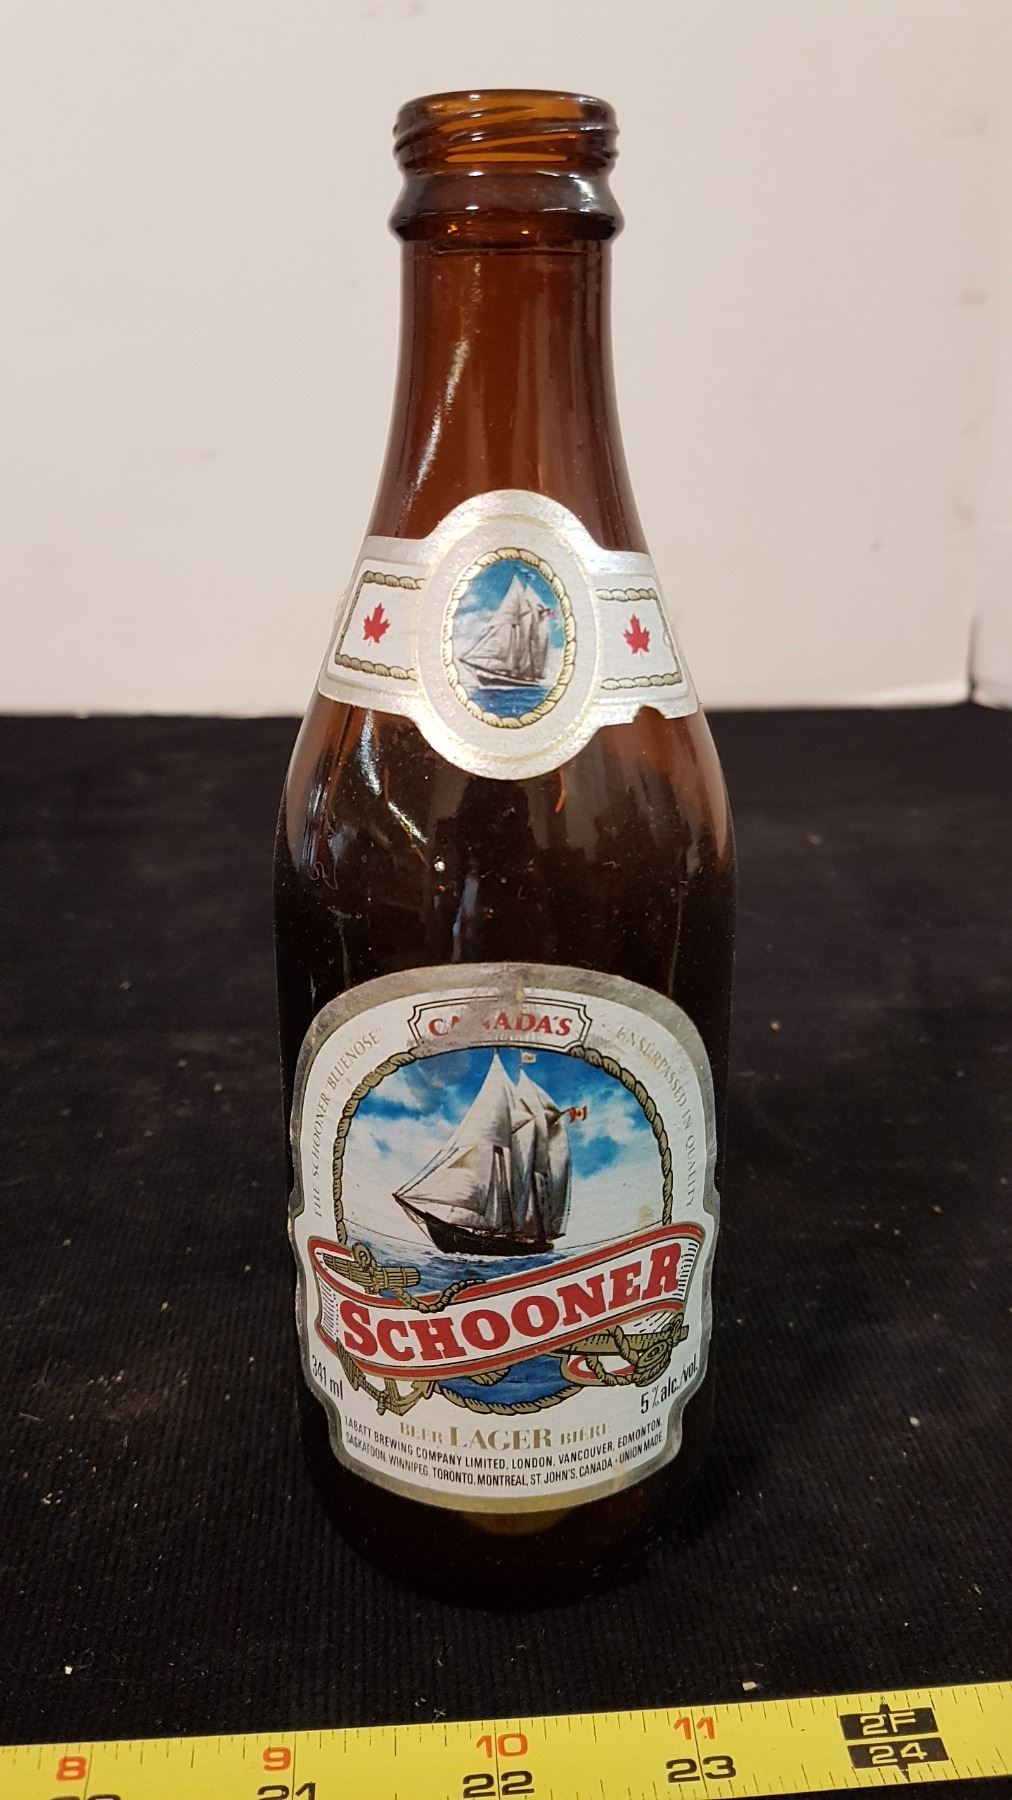 CANADA'S
THE SCHOONER "BLUENOSE"
UNSURPASSED IN QUALITY
SCHOONER
341 ml
5% alc./vol.
BEER LAGER BIÈRE
LABATT BREWING COMPANY LIMITED, LONDON, VANCOUVER, EDMONTON,
SASKATOON, WINNIPEG, TORONTO, MONTREAL, ST. JOHN'S, CANADA · UNION MADE
8 9 10 11 2F
21 22 23 24